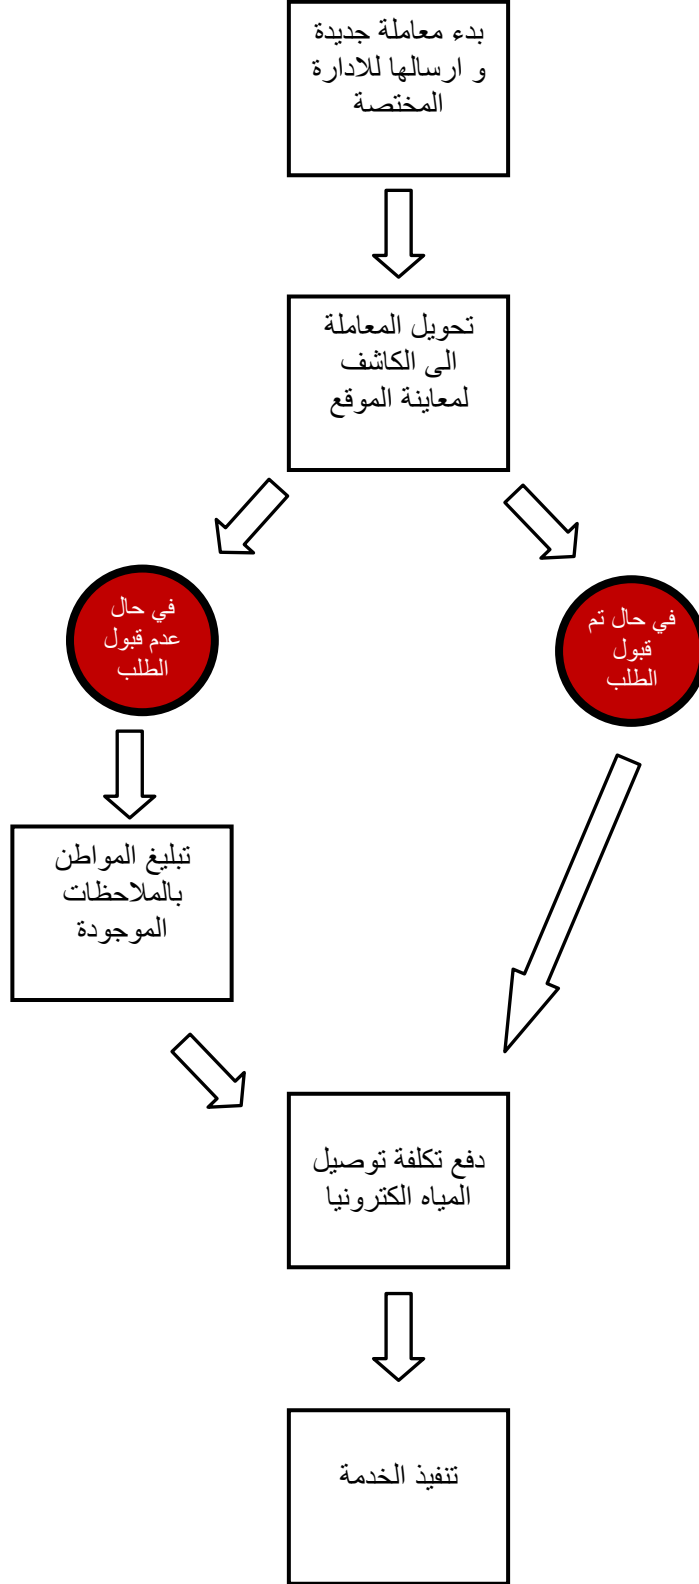 بدء معاملة جديدة
و ارسالها للادارة
المختصة
تحويل المعاملة
الى الكاشف
لمعاينة الموقع
في حال تم
قبول
الطلب
في حال
عدم قبول
الطلب
تبليغ المواطن
بالملاحظات
الموجودة
دفع تكلفة توصيل
المياه الكترونيا
تنفيذ الخدمة